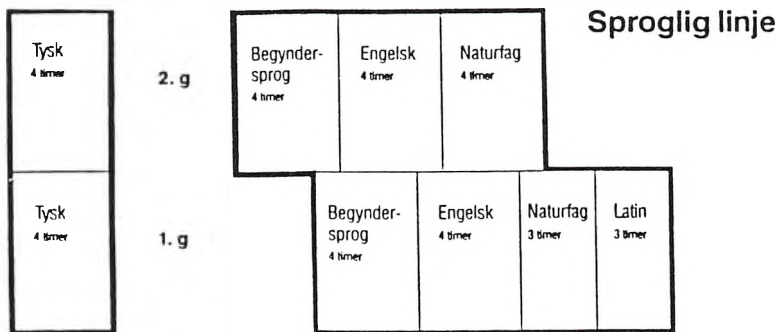 Sproglig linje
Tysk
4 timer
2. g
Begynder-
sprog
4 timer
Engelsk
4 timer
Naturfag
4 timer
Tysk
4 timer
1. g
Begynder-
sprog
4 timer
Engelsk
4 timer
Naturfag
3 timer
Latin
3 timer